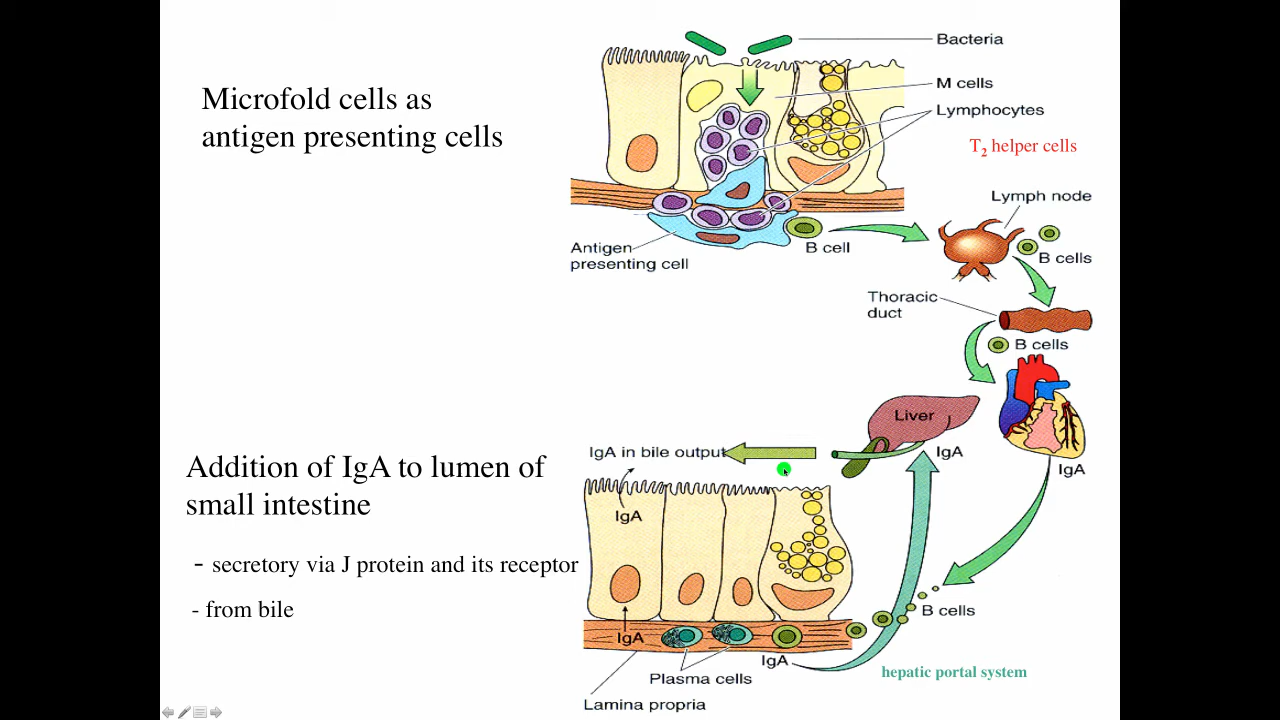 Microfold cells as
antigen presenting cells
Bacteria
M cells
Lymphocytes
T2 helper cells
Lymph node
Antigen
presenting cell
B cell
B cells
Thoracic
duct
B cells
Liver
IgA in bile output
IgA
IgA
Addition of IgA to lumen of
small intestine
- secretory via J protein and its receptor
- from bile
IgA
B cells
IgA
IgA
Plasma cells
hepatic portal system
Lamina propria